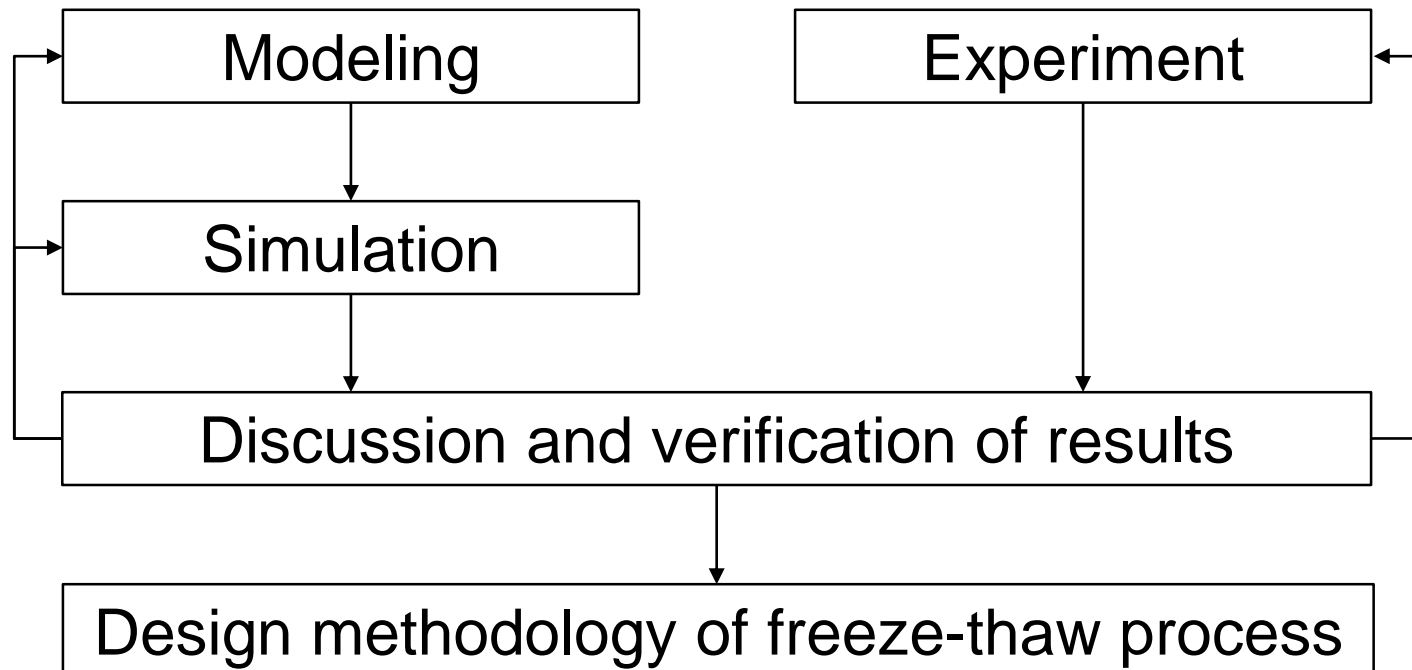 Modeling
Experiment
Simulation
Discussion and verification of results
Design methodology of freeze-thaw process